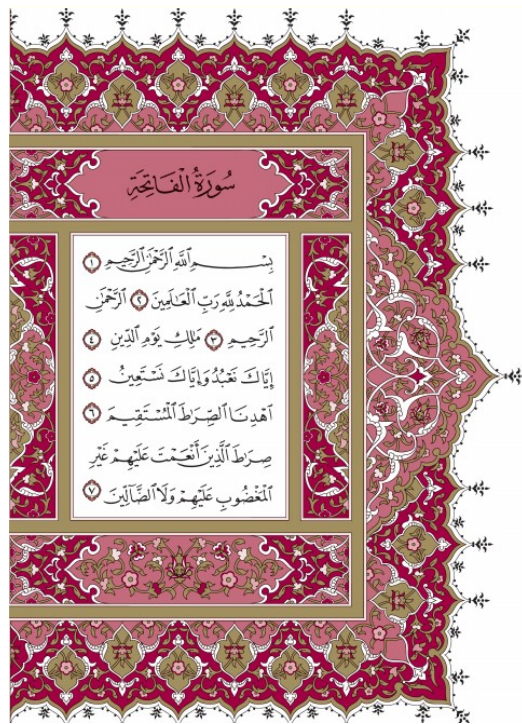 سُورَةُ الْفَاتِحَةِ
بِسْمِ ٱللَّهِ ٱلرَّحْمَٰنِ ٱلرَّحِيمِ ١
ٱلْحَمْدُ لِلَّهِ رَبِّ ٱلْعَٰلَمِينَ ٢ ٱلرَّحْمَٰنِ
ٱلرَّحِيمِ ٣ مَٰلِكِ يَوْمِ ٱلدِّينِ ٤
إِيَّاكَ نَعْبُدُ وَإِيَّاكَ نَسْتَعِينُ ٥
ٱهْدِنَا ٱلصِّرَٰطَ ٱلْمُسْتَقِيمَ ٦
صِرَٰطَ ٱلَّذِينَ أَنْعَمْتَ عَلَيْهِمْ غَيْرِ
ٱلْمَغْضُوبِ عَلَيْهِمْ وَلَا ٱلضَّآلِّينَ ٧